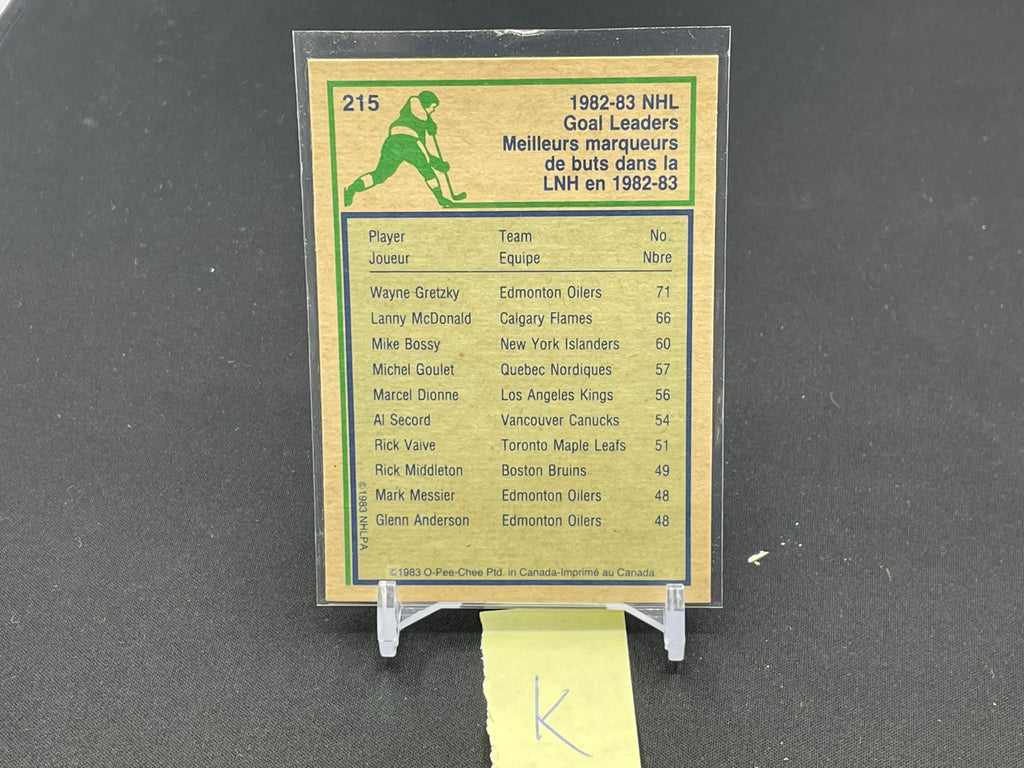 215
1982-83 NHL
Goal Leaders
Meilleurs marqueurs
de buts dans la
LNH en 1982-83
Player Team No.
Joueur Equipe Nbre
Wayne Gretzky Edmonton Oilers 71
Lanny McDonald Calgary Flames 66
Mike Bossy New York Islanders 60
Michel Goulet Quebec Nordiques 57
Marcel Dionne Los Angeles Kings 56
Al Secord Vancouver Canucks 54
Rick Vaive Toronto Maple Leafs 51
Rick Middleton Boston Bruins 49
Mark Messier Edmonton Oilers 48
Glenn Anderson Edmonton Oilers 48
© 1983 NHLPA
©1983 O-Pee-Chee Ptd. in Canada-Imprimé au Canada
K